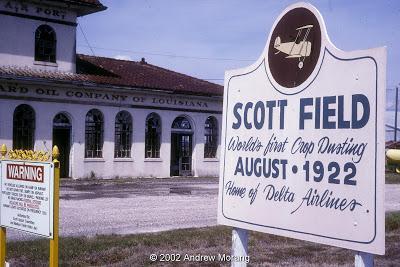 AIR PORT
ARD OIL COMPANY OF LOUISIANA
WARNING
SCOTT FIELD
World's first Crop Dusting
AUGUST · 1922
Home of Delta Airlines
© 2002 Andrew Morang